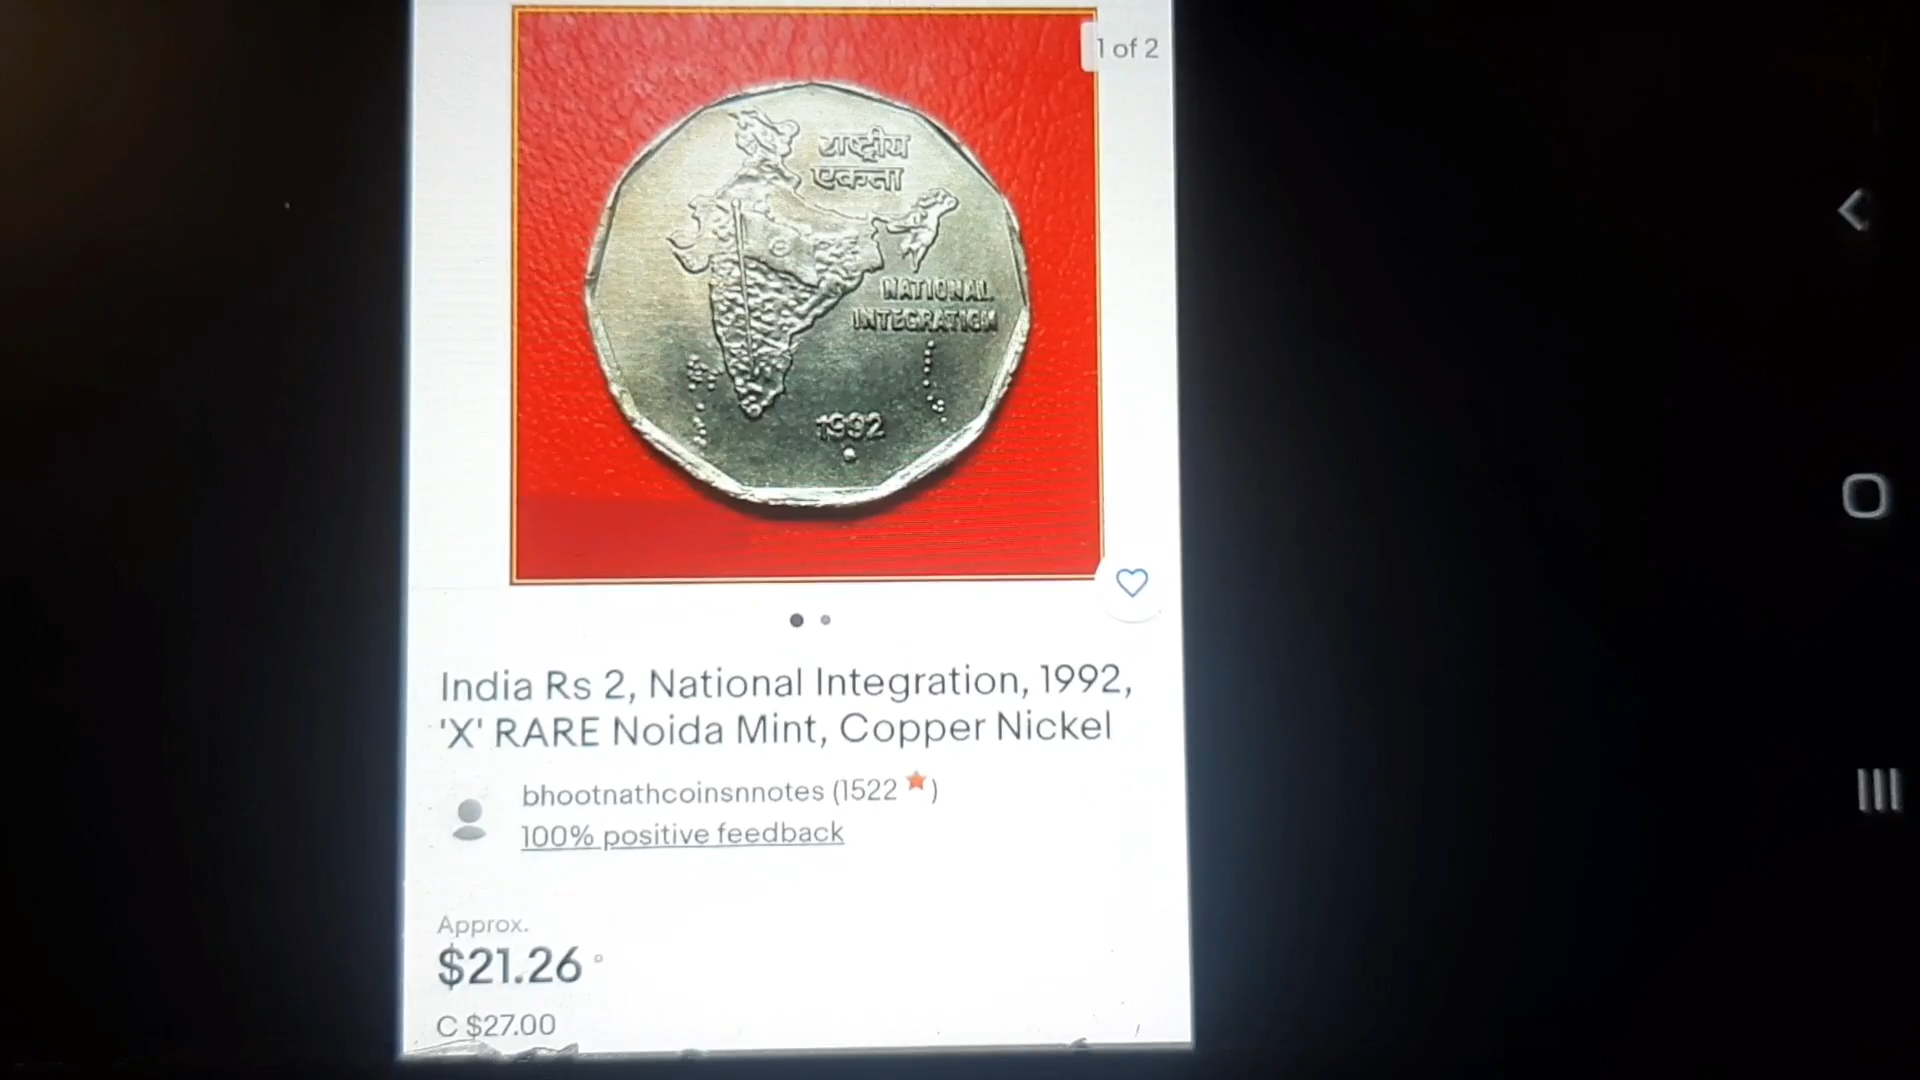 1 of 2
राष्ट्रीय
एकता
NATIONAL
INTEGRATION
1992
India Rs 2, National Integration, 1992,
'X' RARE Noida Mint, Copper Nickel
bhootnathcoinsnnotes (1522 ★)
100% positive feedback
Approx.
$21.26
C $27.00